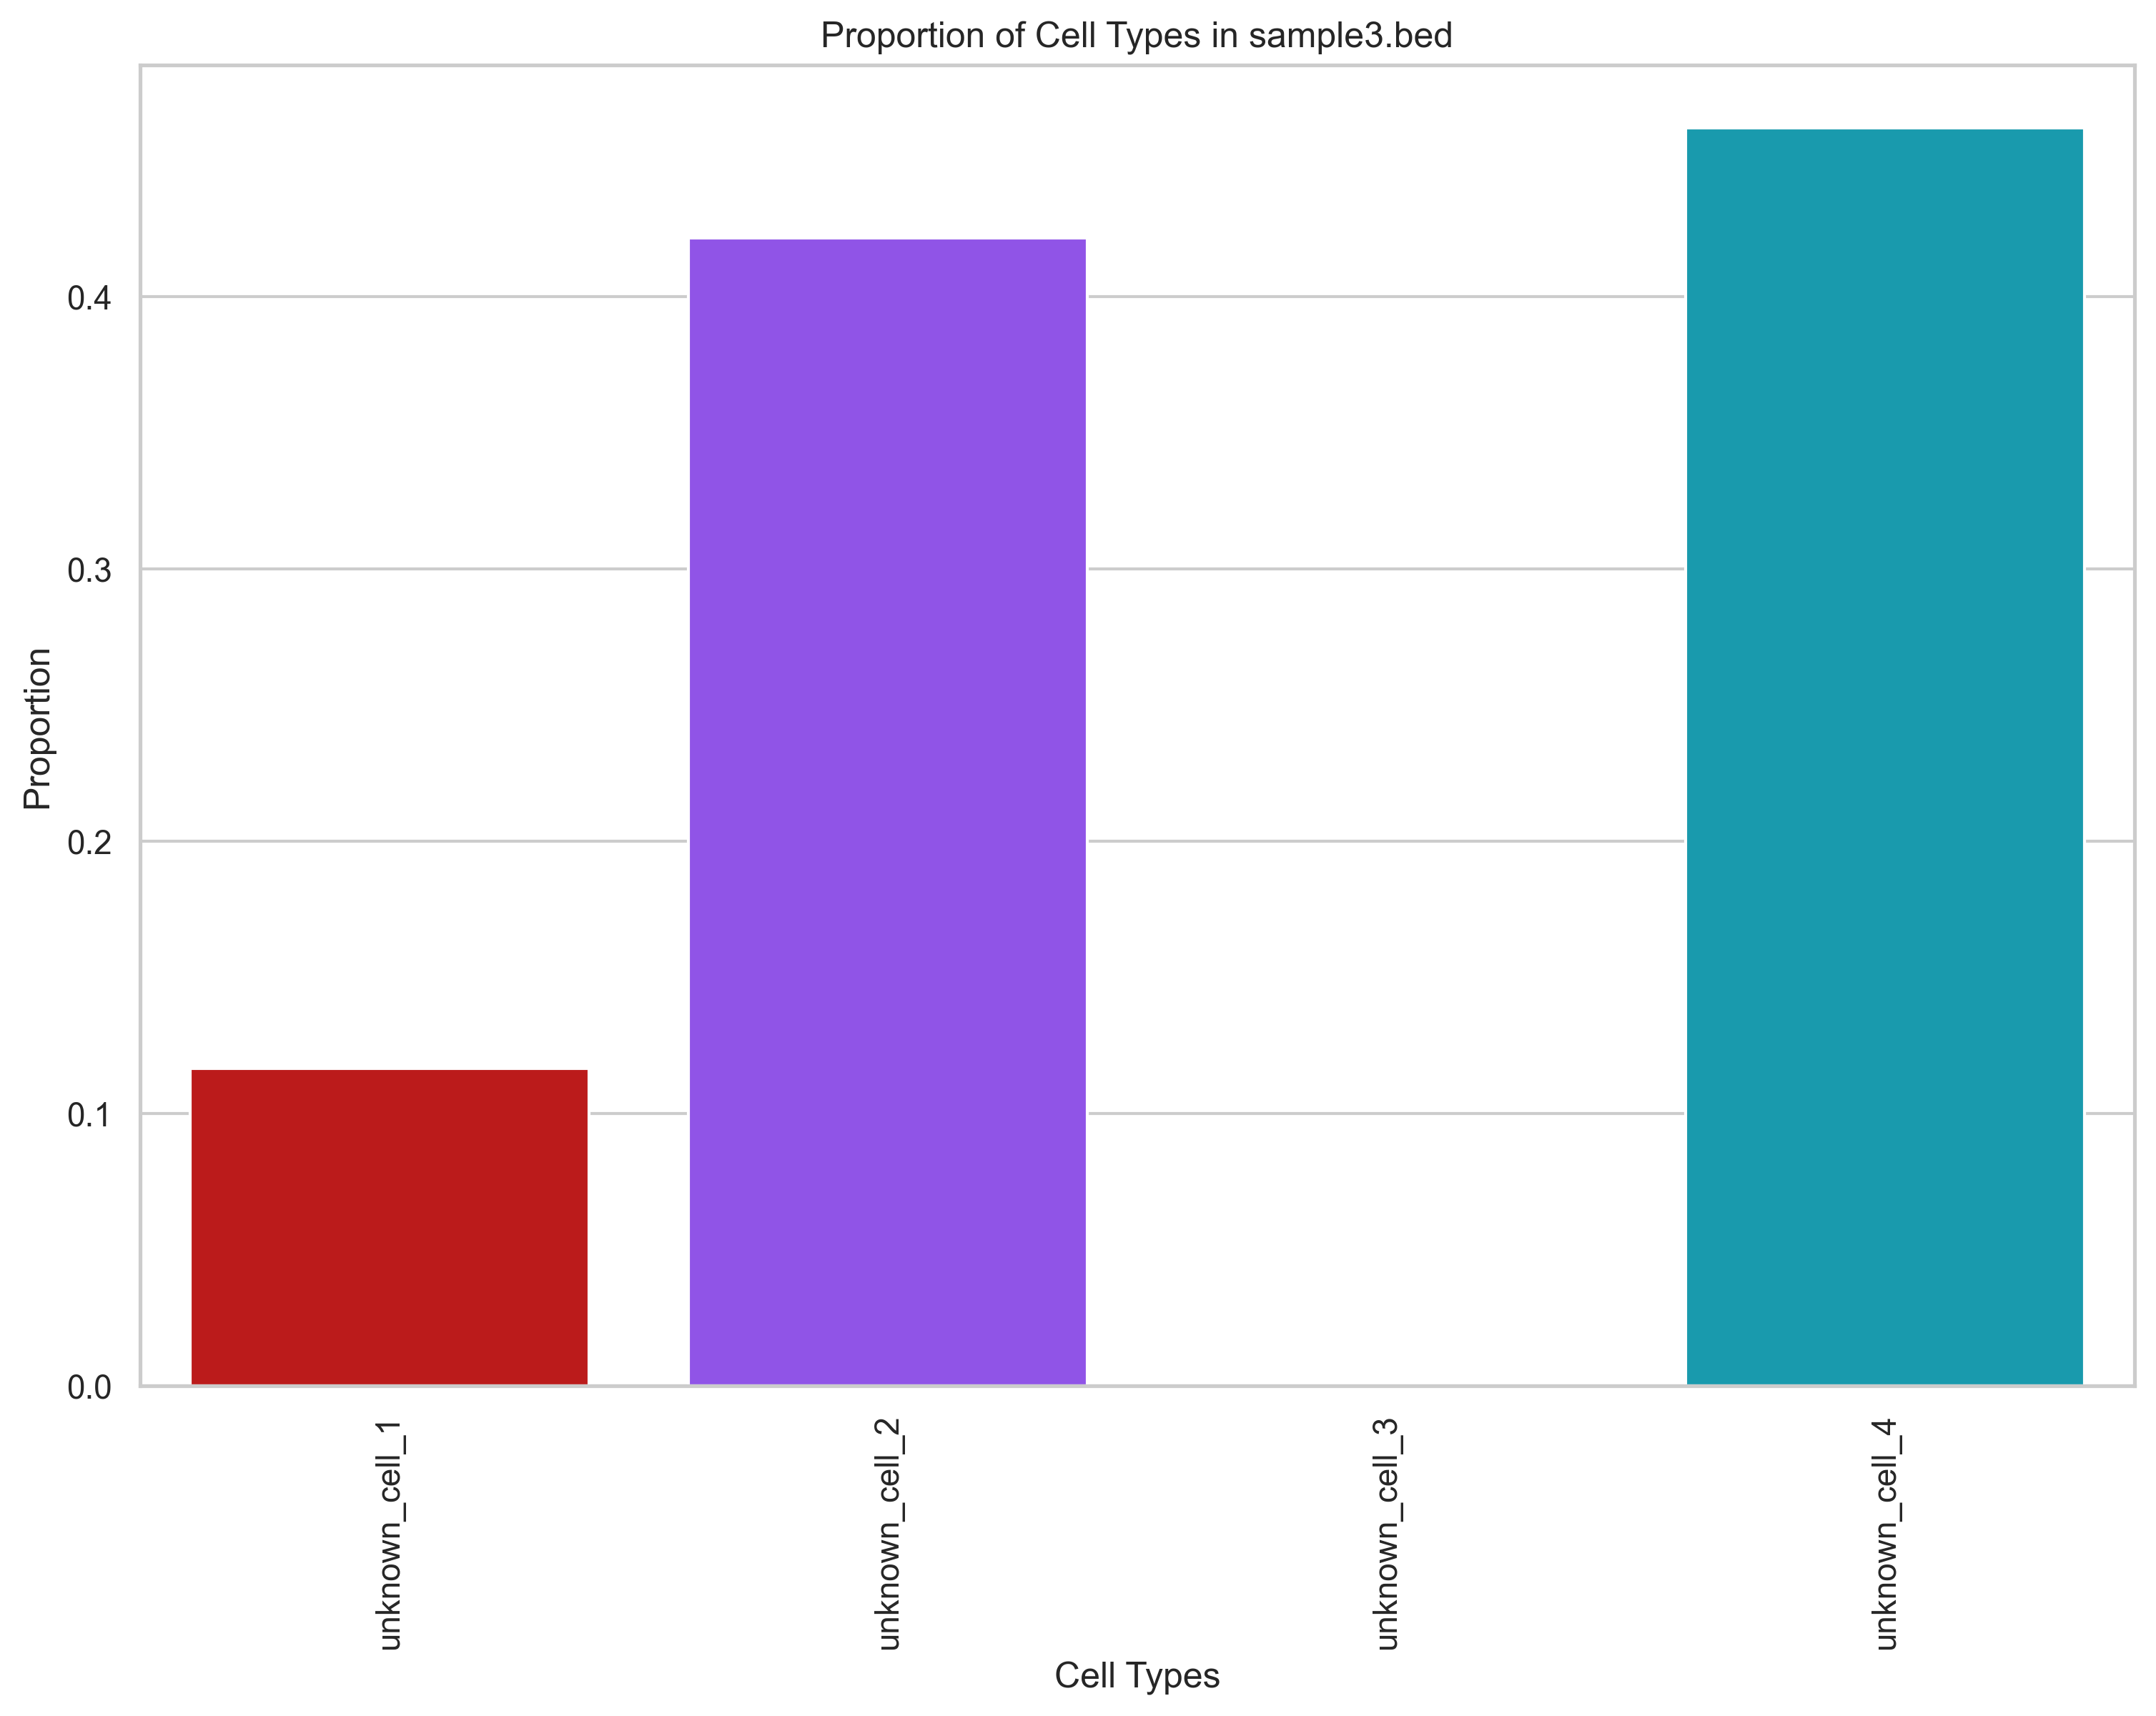 Proportion of Cell Types in sample3.bed
Proportion
0.4
0.3
0.2
0.1
0.0
unknown_cell_1
unknown_cell_2
unknown_cell_3
unknown_cell_4
Cell Types